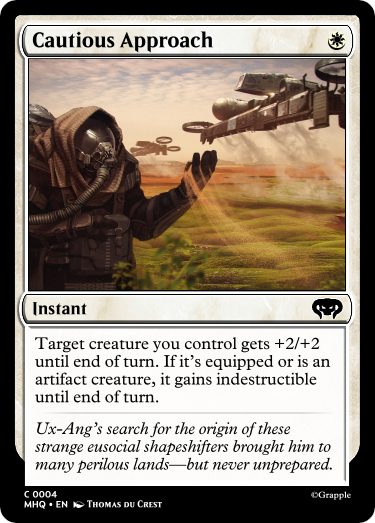 Cautious Approach
Instant
Target creature you control gets +2/+2
until end of turn. If it's equipped or is an
artifact creature, it gains indestructible
until end of turn.
Ux-Ang's search for the origin of these
strange eusocial shapeshifters brought him to
many perilous lands—but never unprepared.
C 0004
MHQ • EN Thomas du Crest
©Grapple